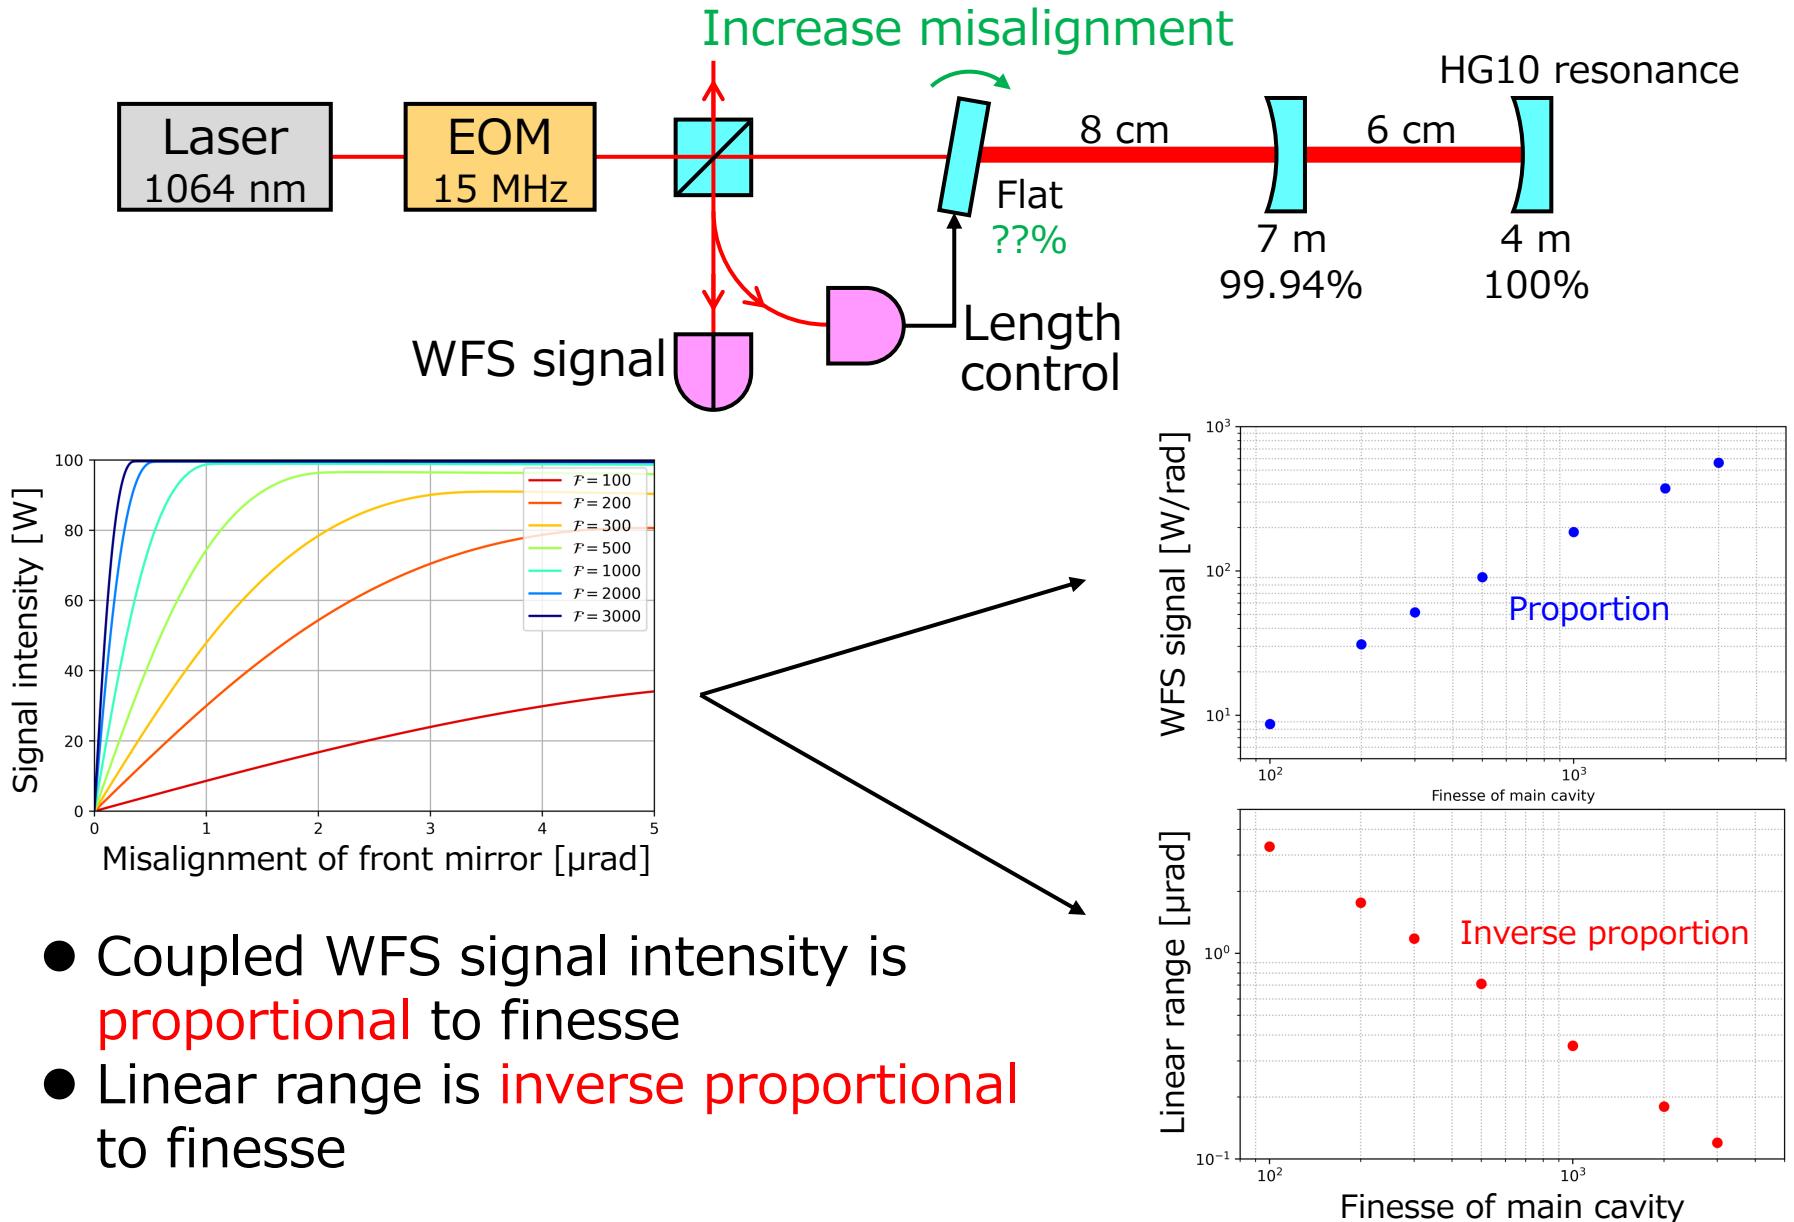 Increase misalignment
HG10 resonance
Laser
1064 nm
EOM
15 MHz
8 cm
6 cm
Flat
??%
7 m
99.94%
4 m
100%
WFS signal
Length
control
Signal intensity [W]
100
80
60
40
20
0
0 1 2 3 4 5
Misalignment of front mirror [μrad]
ℱ = 100
ℱ = 200
ℱ = 300
ℱ = 500
ℱ = 1000
ℱ = 2000
ℱ = 3000
WFS signal [W/rad]
10³
10²
10¹
Proportion
10² 10³
Finesse of main cavity
Linear range [μrad]
10⁰
10⁻¹
Inverse proportion
10² 10³
Finesse of main cavity
● Coupled WFS signal intensity is
proportional to finesse
● Linear range is inverse proportional
to finesse